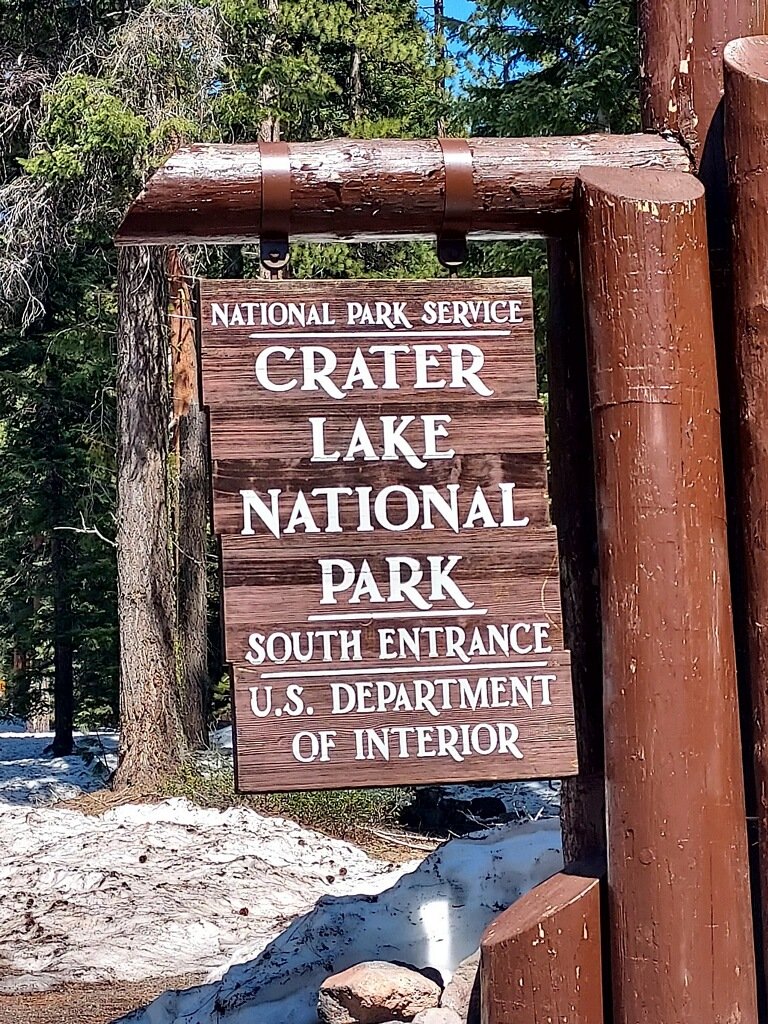 NATIONAL PARK SERVICE
CRATER
LAKE
NATIONAL
PARK
SOUTH ENTRANCE
U.S. DEPARTMENT
OF INTERIOR